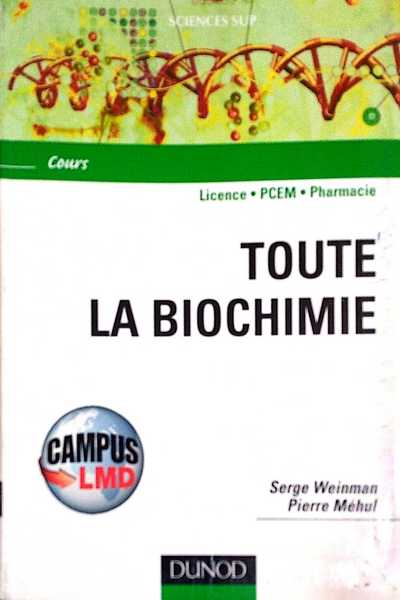 SCIENCES SUP
Cours
Licence • PCEM • Pharmacie
TOUTE
LA BIOCHIMIE
CAMPUS
LMD
Serge Weinman
Pierre Méhul
DUNOD